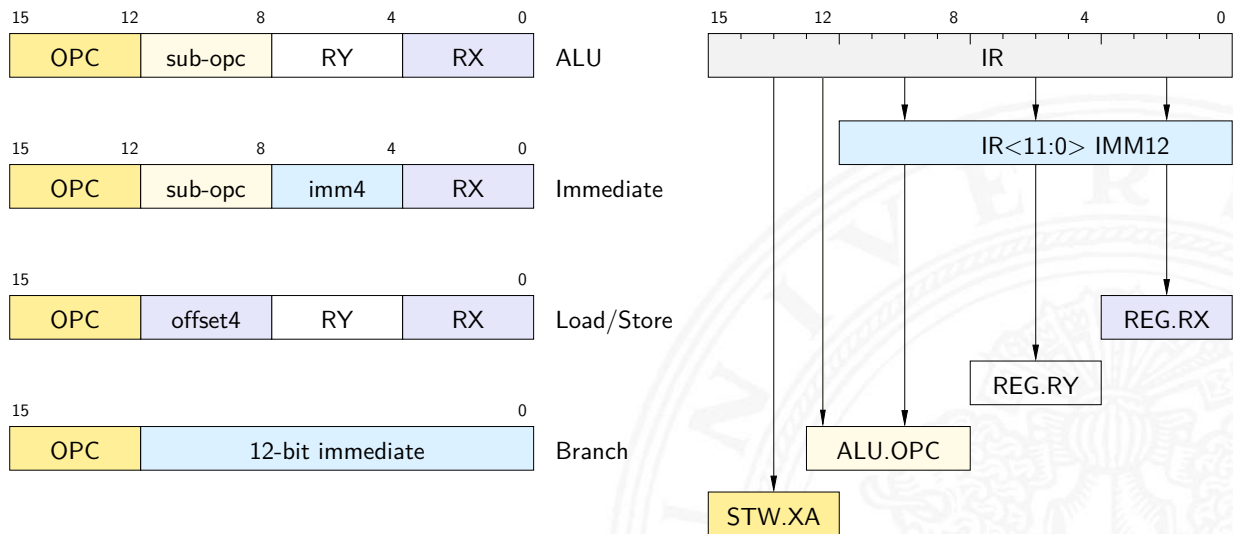 15 12 8 4 0
OPC sub-opc RY RX ALU
15 12 8 4 0
OPC sub-opc imm4 RX Immediate
15 0
OPC offset4 RY RX Load/Store
15 0
OPC 12-bit immediate Branch
15 12 8 4 0
IR
IR<11:0> IMM12
REG.RX
REG.RY
ALU.OPC
STW.XA